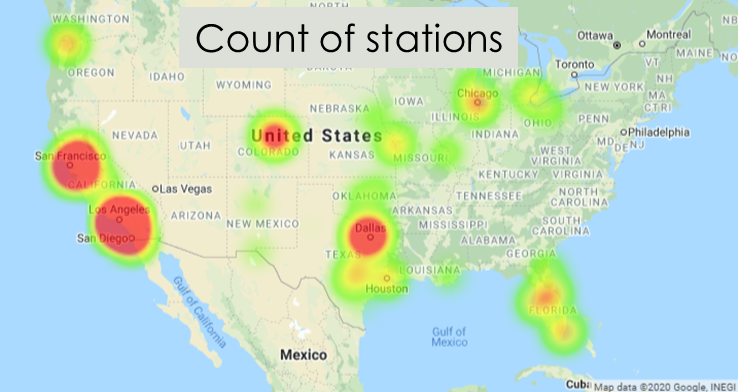 Count of stations
NORTH
WASHINGTON
Ottawa
Montreal
MAINE
OREGON
IDAHO
WYOMING
MICHIGAN
Toronto
VT
NH
NEW YORK
MA
CT RI
Chicago
IOWA
NEBRASKA
ILLINOIS
INDIANA
OHIO
PENN
Philadelphia
MD
DE NJ
NEVADA
UTAH
COLORADO
United States
KANSAS
MISSOURI
WEST
VIRGINIA
KENTUCKY
VIRGINIA
San Francisco
CALIFORNIA
Las Vegas
Los Angeles
San Diego
ARIZONA
NEW MEXICO
OKLAHOMA
ARKANSAS
TENNESSEE
NORTH
CAROLINA
SOUTH
CAROLINA
MISSISSIPPI
ALABAMA
GEORGIA
Dallas
TEXAS
LOUISIANA
Houston
FLORIDA
Gulf of
California
Gulf of
Mexico
Mexico
Cuba
Map data ©2020 Google, INEGI